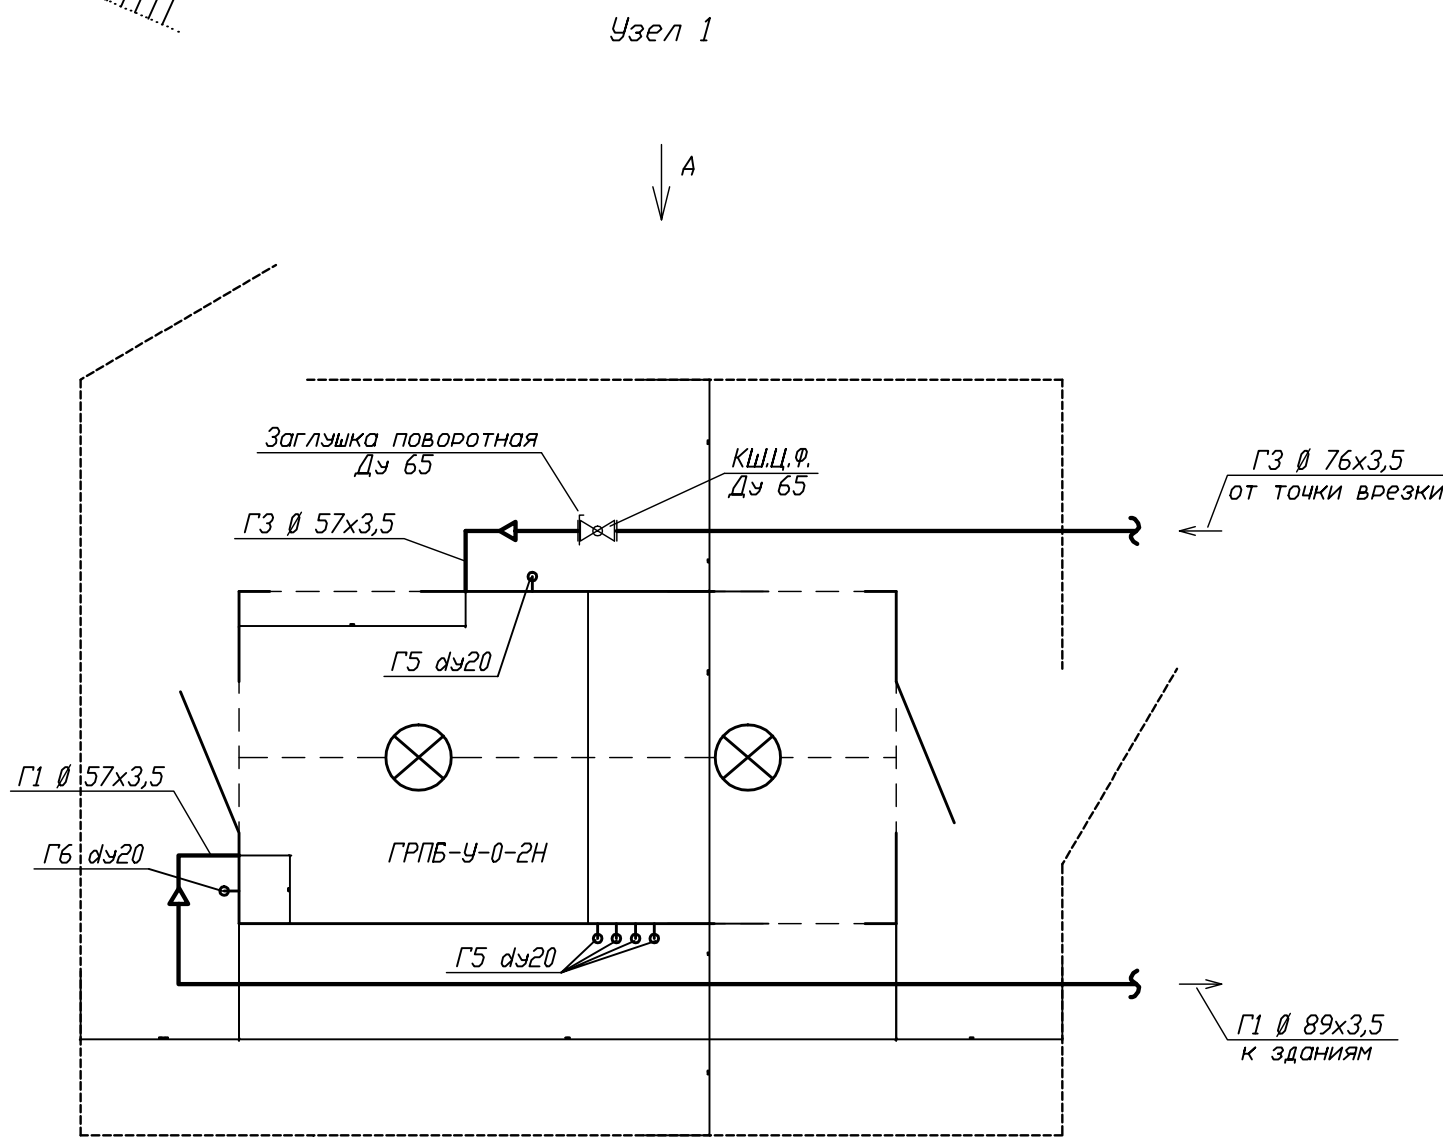 Узел 1
А
Заглушка поворотная
Ду 65
КШ.Ц.Ф.
Ду 65
Г3 Ø 76х3,5
от точки врезки
Г3 Ø 57х3,5
Г5 dу20
Г1 Ø 57х3,5
Г6 dу20
ГРПБ-У-0-2Н
Г5 dу20
Г1 Ø 89х3,5
к зданиям